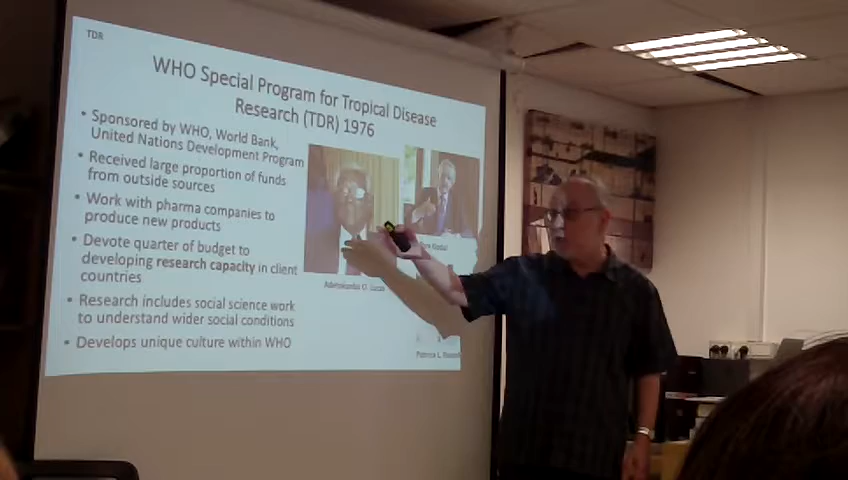 TDR
WHO Special Program for Tropical Disease
Research (TDR) 1976
• Sponsored by WHO, World Bank,
United Nations Development Program
• Received large proportion of funds
from outside sources
• Work with pharma companies to
produce new products
• Devote quarter of budget to
developing research capacity in client
countries
• Research includes social science work
to understand wider social conditions
• Develops unique culture within WHO
Adetokunbo O. Lucas
Patricia L.